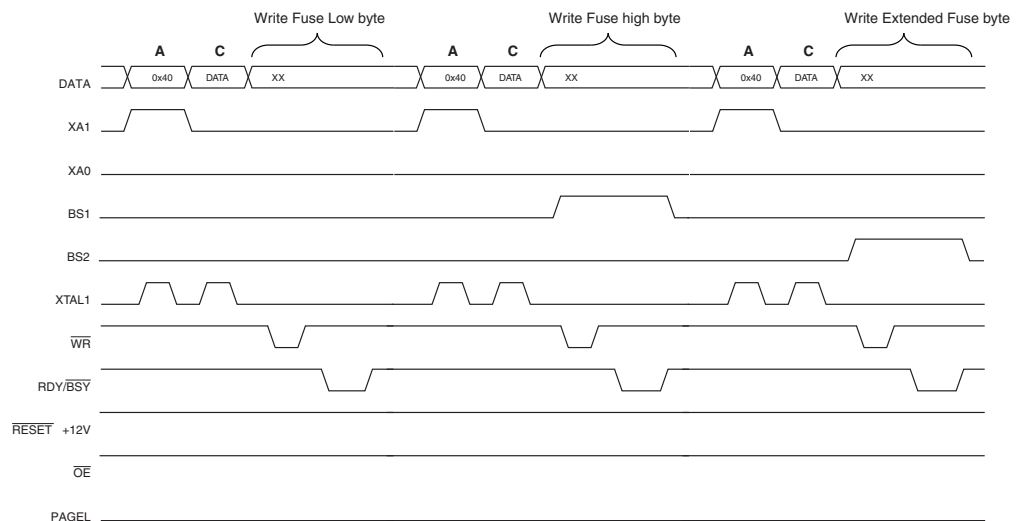 Write Fuse Low byte Write Fuse high byte Write Extended Fuse byte
A C A C A C
DATA 0x40 DATA XX 0x40 DATA XX 0x40 DATA XX
XA1
XA0
BS1
BS2
XTAL1
WR
RDY/BSY
RESET +12V
OE
PAGEL